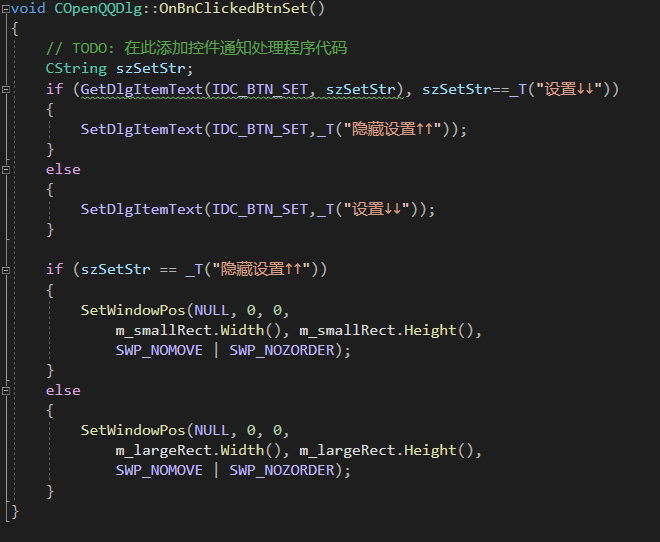 void COpenQQDlg::OnBnClickedBtnSet()
{
    // TODO: 在此添加控件通知处理程序代码
    CString szSetStr;
    if (GetDlgItemText(IDC_BTN_SET, szSetStr), szSetStr==_T("设置↓↓"))
    {
        SetDlgItemText(IDC_BTN_SET,_T("隐藏设置↑↑"));
    }
    else
    {
        SetDlgItemText(IDC_BTN_SET,_T("设置↓↓"));
    }

    if (szSetStr == _T("隐藏设置↑↑"))
    {
        SetWindowPos(NULL, 0, 0,
            m_smallRect.Width(), m_smallRect.Height(),
            SWP_NOMOVE | SWP_NOZORDER);
    }
    else
    {
        SetWindowPos(NULL, 0, 0,
            m_largeRect.Width(), m_largeRect.Height(),
            SWP_NOMOVE | SWP_NOZORDER);
    }
}